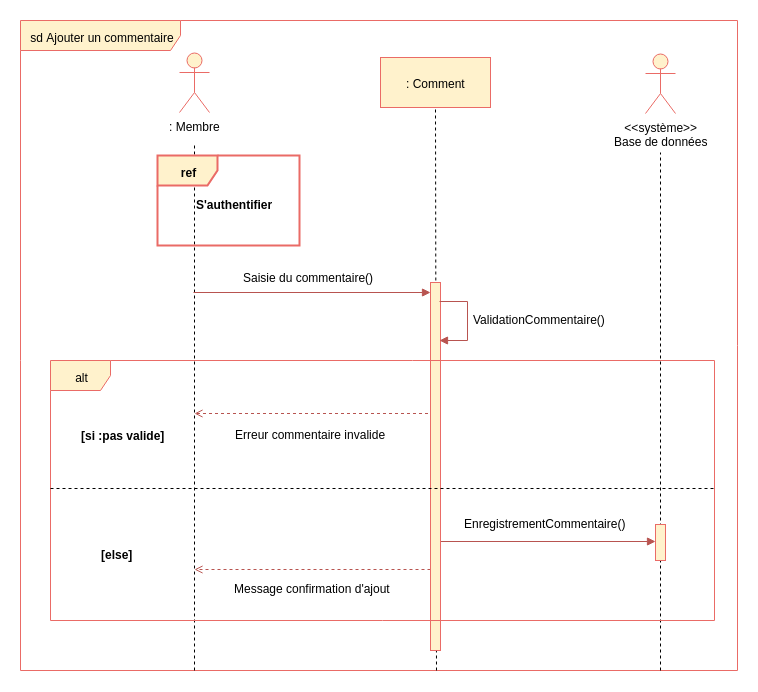 sd Ajouter un commentaire
: Membre
: Comment
<<système>>
Base de données
ref
S'authentifier
Saisie du commentaire()
ValidationCommentaire()
alt
[si :pas valide]
Erreur commentaire invalide
EnregistrementCommentaire()
[else]
Message confirmation d'ajout